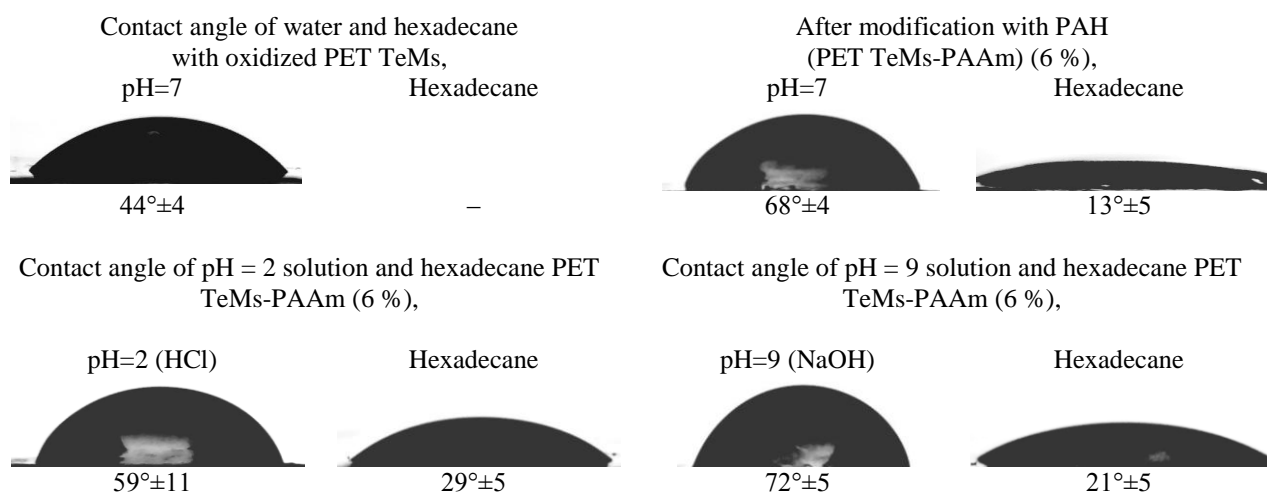 Contact angle of water and hexadecane
with oxidized PET TeMs,
pH=7 Hexadecane
44°±4 –
After modification with PAH
(PET TeMs-PAAm) (6 %),
pH=7 Hexadecane
68°±4 13°±5
Contact angle of pH = 2 solution and hexadecane PET
TeMs-PAAm (6 %),
pH=2 (HCl) Hexadecane
59°±11 29°±5
Contact angle of pH = 9 solution and hexadecane PET
TeMs-PAAm (6 %),
pH=9 (NaOH) Hexadecane
72°±5 21°±5